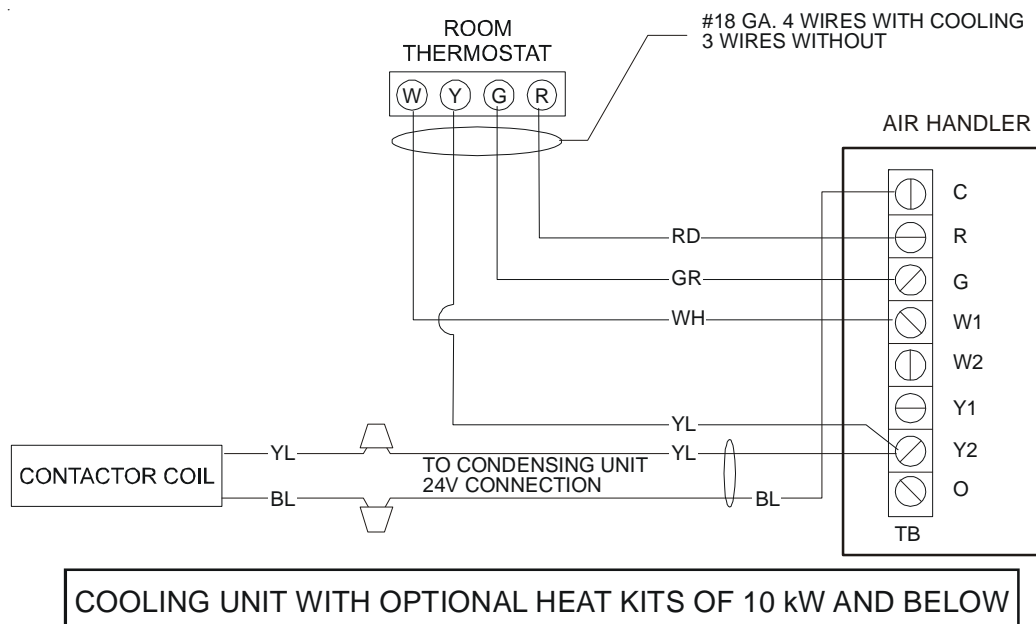 #18 GA. 4 WIRES WITH COOLING
3 WIRES WITHOUT
ROOM
THERMOSTAT
W Y G R
AIR HANDLER
C
RD R
GR G
WH W1
W2
Y1
YL
YL YL Y2
TO CONDENSING UNIT
24V CONNECTION
CONTACTOR COIL
BL BL O
TB
COOLING UNIT WITH OPTIONAL HEAT KITS OF 10 kW AND BELOW